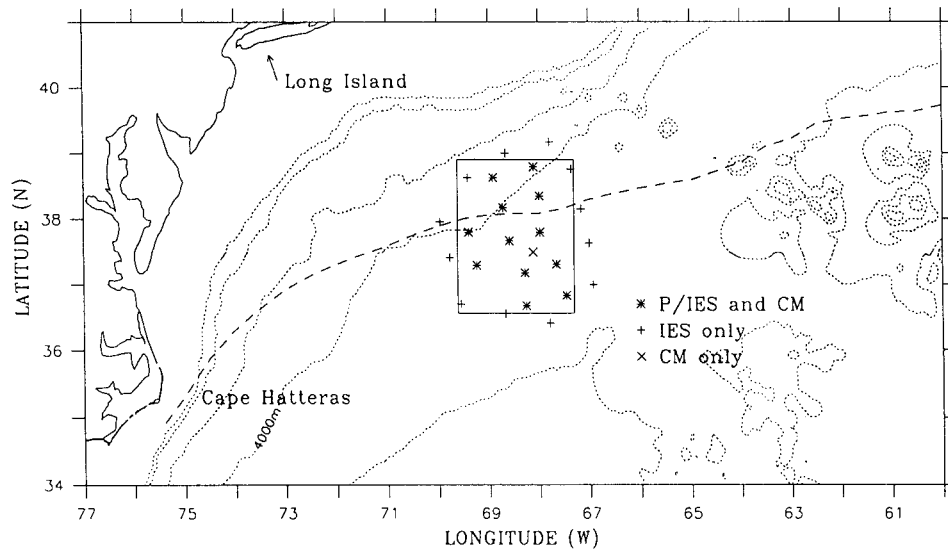 40
38
36
34
LATITUDE (N)
Long Island
Cape Hatteras
4000m
P/IES and CM
IES only
CM only
77
75
73
71
69
67
65
63
61
LONGITUDE (W)